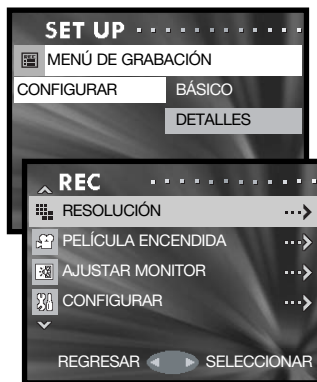 SET UP
MENÚ DE GRABACIÓN
CONFIGURAR BÁSICO
DETALLES
REC
RESOLUCIÓN
PELÍCULA ENCENDIDA
AJUSTAR MONITOR
CONFIGURAR
REGRESAR SELECCIONAR